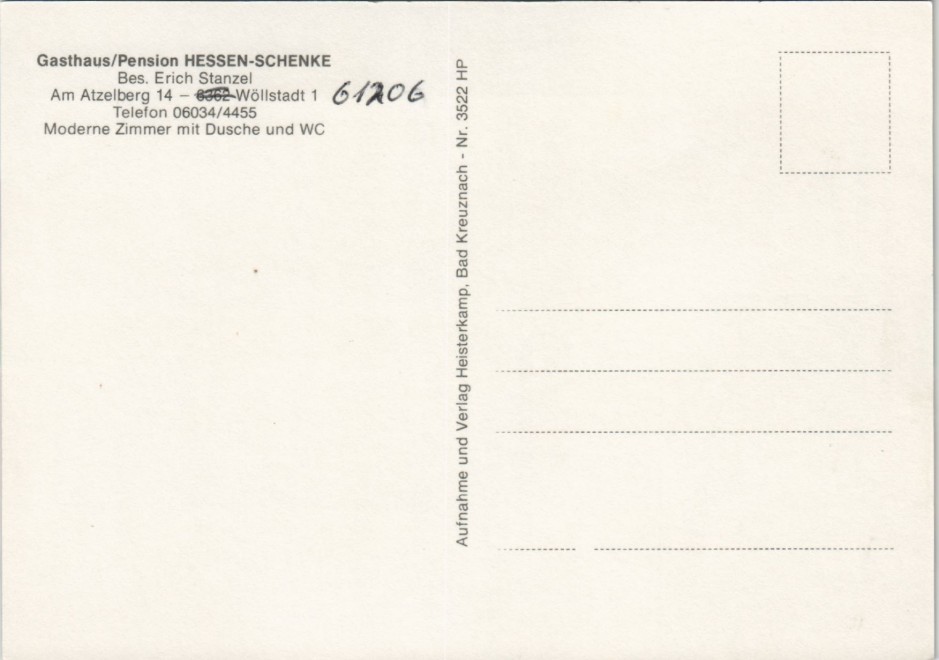 Gasthaus/Pension HESSEN-SCHENKE
Bes. Erich Stanzel
Am Atzelberg 14 – 6362 Wöllstadt 1 61206
Telefon 06034/4455
Moderne Zimmer mit Dusche und WC
Aufnahme und Verlag Heisterkamp, Bad Kreuznach - Nr. 3522 HP